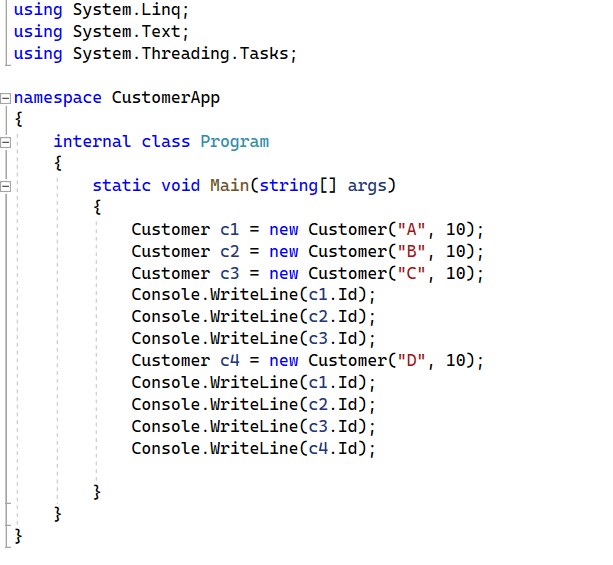 using System.Linq;
using System.Text;
using System.Threading.Tasks;
namespace CustomerApp
{
internal class Program
{
static void Main(string[] args)
{
Customer c1 = new Customer("A", 10);
Customer c2 = new Customer("B", 10);
Customer c3 = new Customer("C", 10);
Console.WriteLine(c1.Id);
Console.WriteLine(c2.Id);
Console.WriteLine(c3.Id);
Customer c4 = new Customer("D", 10);
Console.WriteLine(c1.Id);
Console.WriteLine(c2.Id);
Console.WriteLine(c3.Id);
Console.WriteLine(c4.Id);
}
}
}